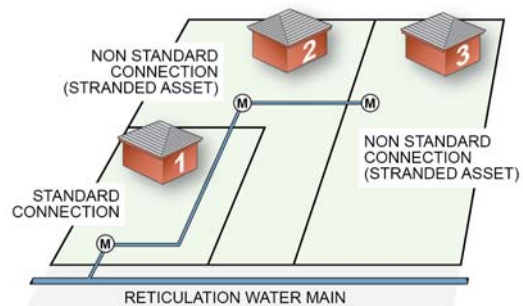 NON STANDARD
CONNECTION
(STRANDED ASSET)
2
3
M
M
1
NON STANDARD
CONNECTION
(STRANDED ASSET)
STANDARD
CONNECTION
M
RETICULATION WATER MAIN